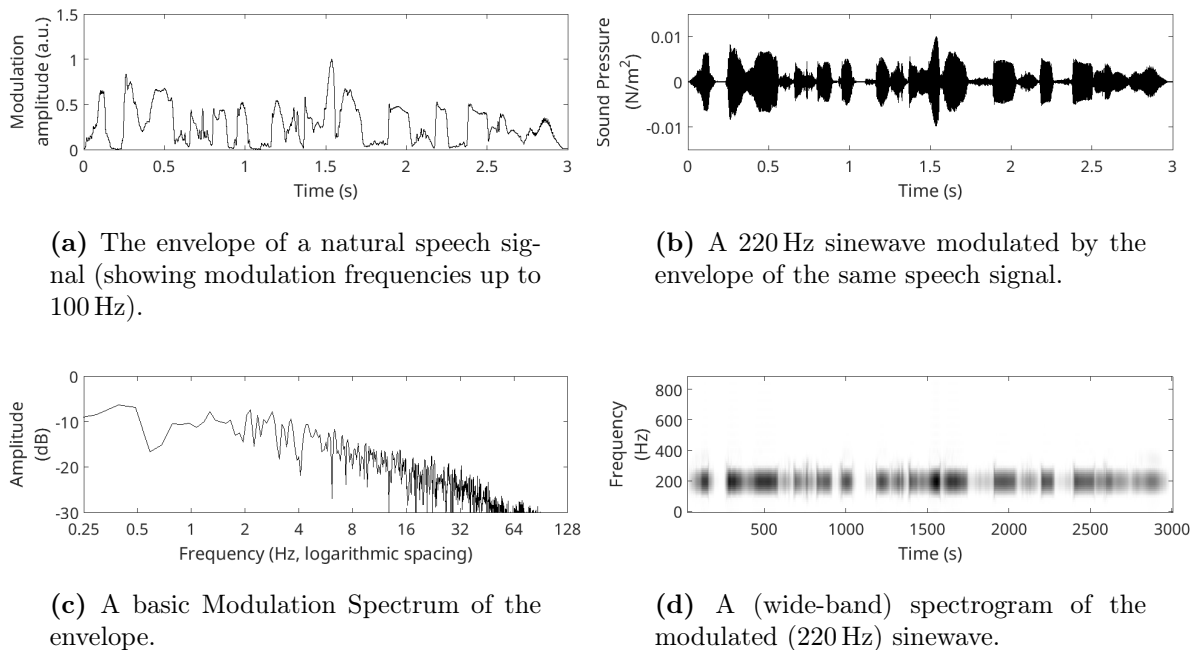 1.5
1
0.5
0
Modulation
amplitude (a.u.)
0 0.5 1 1.5 2 2.5 3
Time (s)
(a) The envelope of a natural speech sig-
nal (showing modulation frequencies up to
100 Hz).
0.01
0
-0.01
Sound Pressure
(N/m²)
0 0.5 1 1.5 2 2.5 3
Time (s)
(b) A 220 Hz sinewave modulated by the
envelope of the same speech signal.
0
-10
-20
-30
Amplitude
(dB)
0.25 0.5 1 2 4 8 16 32 64 128
Frequency (Hz, logarithmic spacing)
(c) A basic Modulation Spectrum of the
envelope.
800
600
400
200
0
Frequency
(Hz)
500 1000 1500 2000 2500 3000
Time (s)
(d) A (wide-band) spectrogram of the
modulated (220 Hz) sinewave.